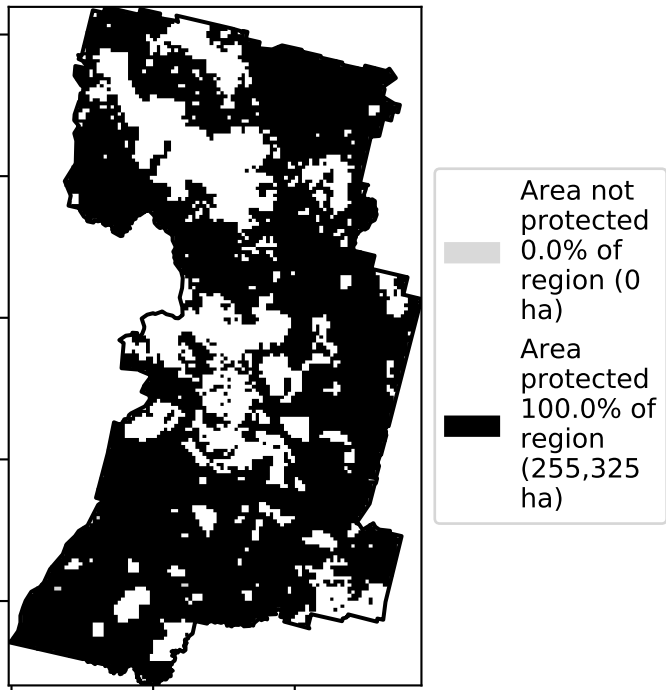 Area not
protected
0.0% of
region (0
ha)
Area
protected
100.0% of
region
(255,325
ha)